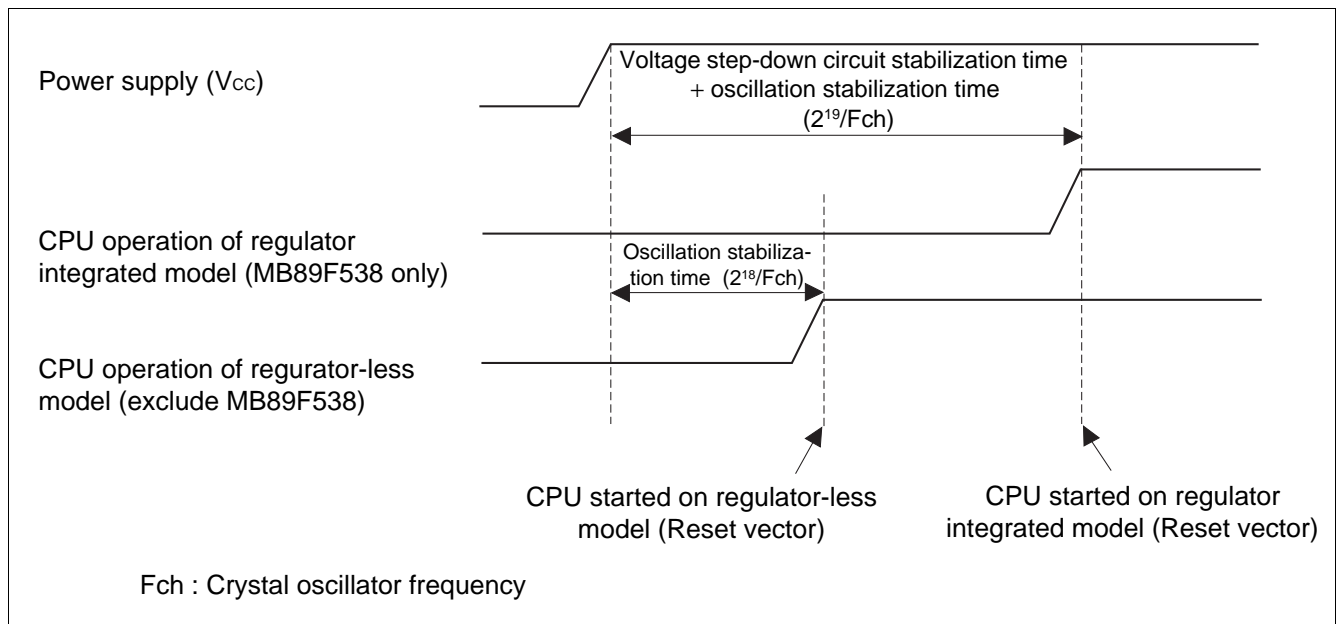 Power supply (Vcc)
Voltage step-down circuit stabilization time
+ oscillation stabilization time
(2¹⁹/Fch)
CPU operation of regulator
integrated model (MB89F538 only)
Oscillation stabiliza-
tion time (2¹⁸/Fch)
CPU operation of regurator-less
model (exclude MB89F538)
CPU started on regulator-less
model (Reset vector)
CPU started on regulator
integrated model (Reset vector)
Fch : Crystal oscillator frequency